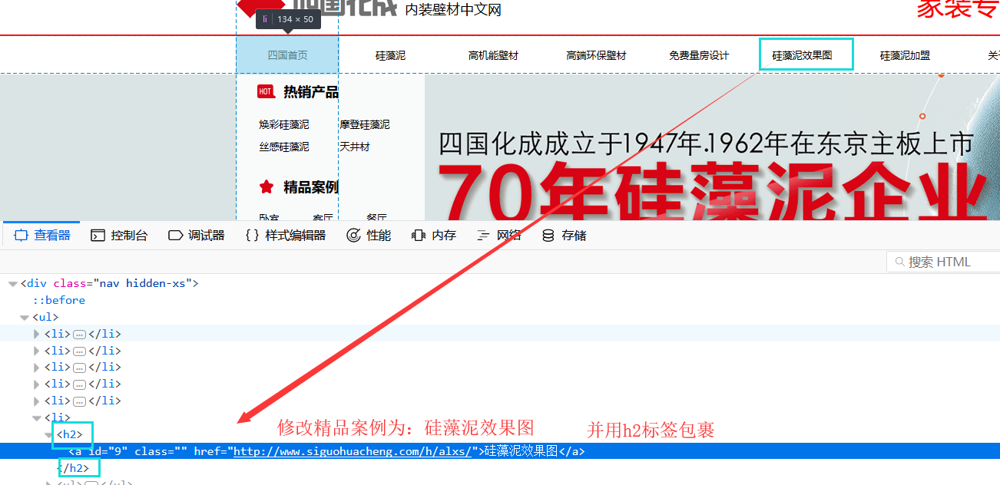 四国化成 内装壁材中文网
家装专
li 134 × 50
四国首页 硅藻泥 高机能壁材 高端环保壁材 免费量房设计 硅藻泥效果图 硅藻泥加盟 关于
HOT 热销产品
焕彩硅藻泥 摩登硅藻泥
丝感硅藻泥 天井材
精品案例
卧室 客厅 餐厅
四国化成成立于1947年.1962年在东京主板上市
70年硅藻泥企业
查看器 控制台 调试器 {} 样式编辑器 性能 内存 网络 存储
搜索 HTML
<div class="nav hidden-xs">
::before
<ul>
<li>…</li>
<li>…</li>
<li>…</li>
<li>…</li>
<li>…</li>
<li>
修改精品案例为：硅藻泥效果图 并用h2标签包裹
<h2>
<a id="9" class="" href="http://www.siguohuacheng.com/h/alxs/">硅藻泥效果图</a>
</h2>
<ul>…</ul>